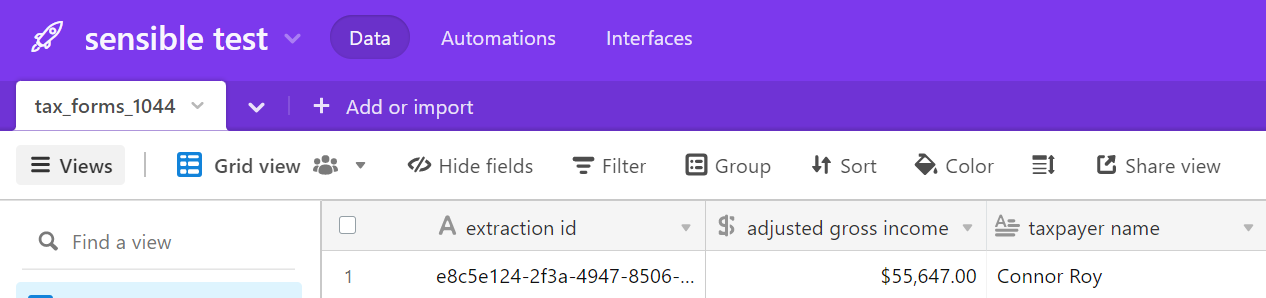 sensible test Data Automations Interfaces
tax_forms_1044 + Add or import
Views Grid view Hide fields Filter Group Sort Color Share view
Find a view
A extraction id $ adjusted gross income A taxpayer name
1 e8c5e124-2f3a-4947-8506-... $55,647.00 Connor Roy